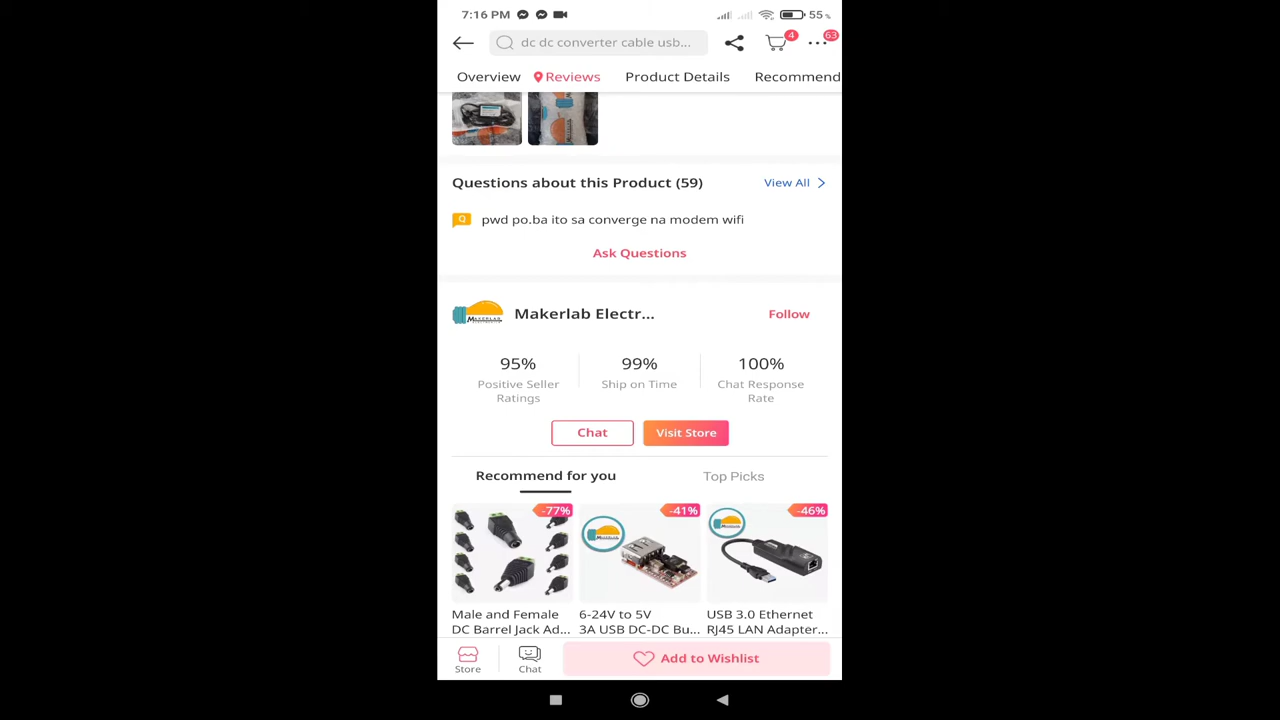 7:16 PM
55%
dc dc converter cable usb...
4
63
Overview
Reviews
Product Details
Recommend
Questions about this Product (59)
View All
Q
pwd po.ba ito sa converge na modem wifi
Ask Questions
MAKERLAB
Makerlab Electr...
Follow
95%
99%
100%
Positive Seller
Ratings
Ship on Time
Chat Response
Rate
Chat
Visit Store
Recommend for you
Top Picks
-77%
-41%
-46%
Male and Female
DC Barrel Jack Ad...
6-24V to 5V
3A USB DC-DC Bu...
USB 3.0 Ethernet
RJ45 LAN Adapter...
Store
Chat
Add to Wishlist